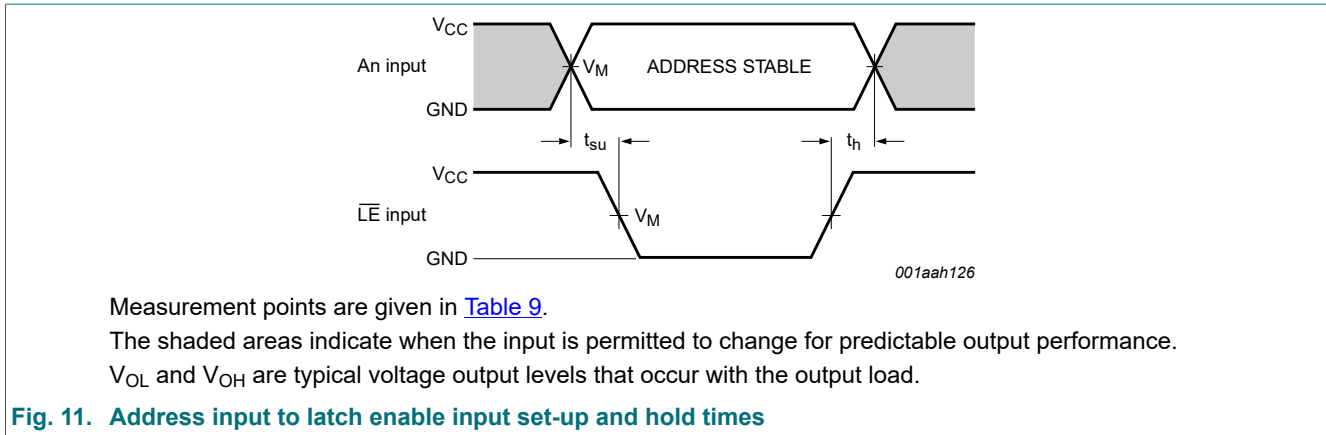 VCC
An input
VM
ADDRESS STABLE
GND
tsu
th
VCC
LE input
VM
GND
001aah126
Measurement points are given in Table 9.
The shaded areas indicate when the input is permitted to change for predictable output performance.
VOL and VOH are typical voltage output levels that occur with the output load.
Fig. 11. Address input to latch enable input set-up and hold times